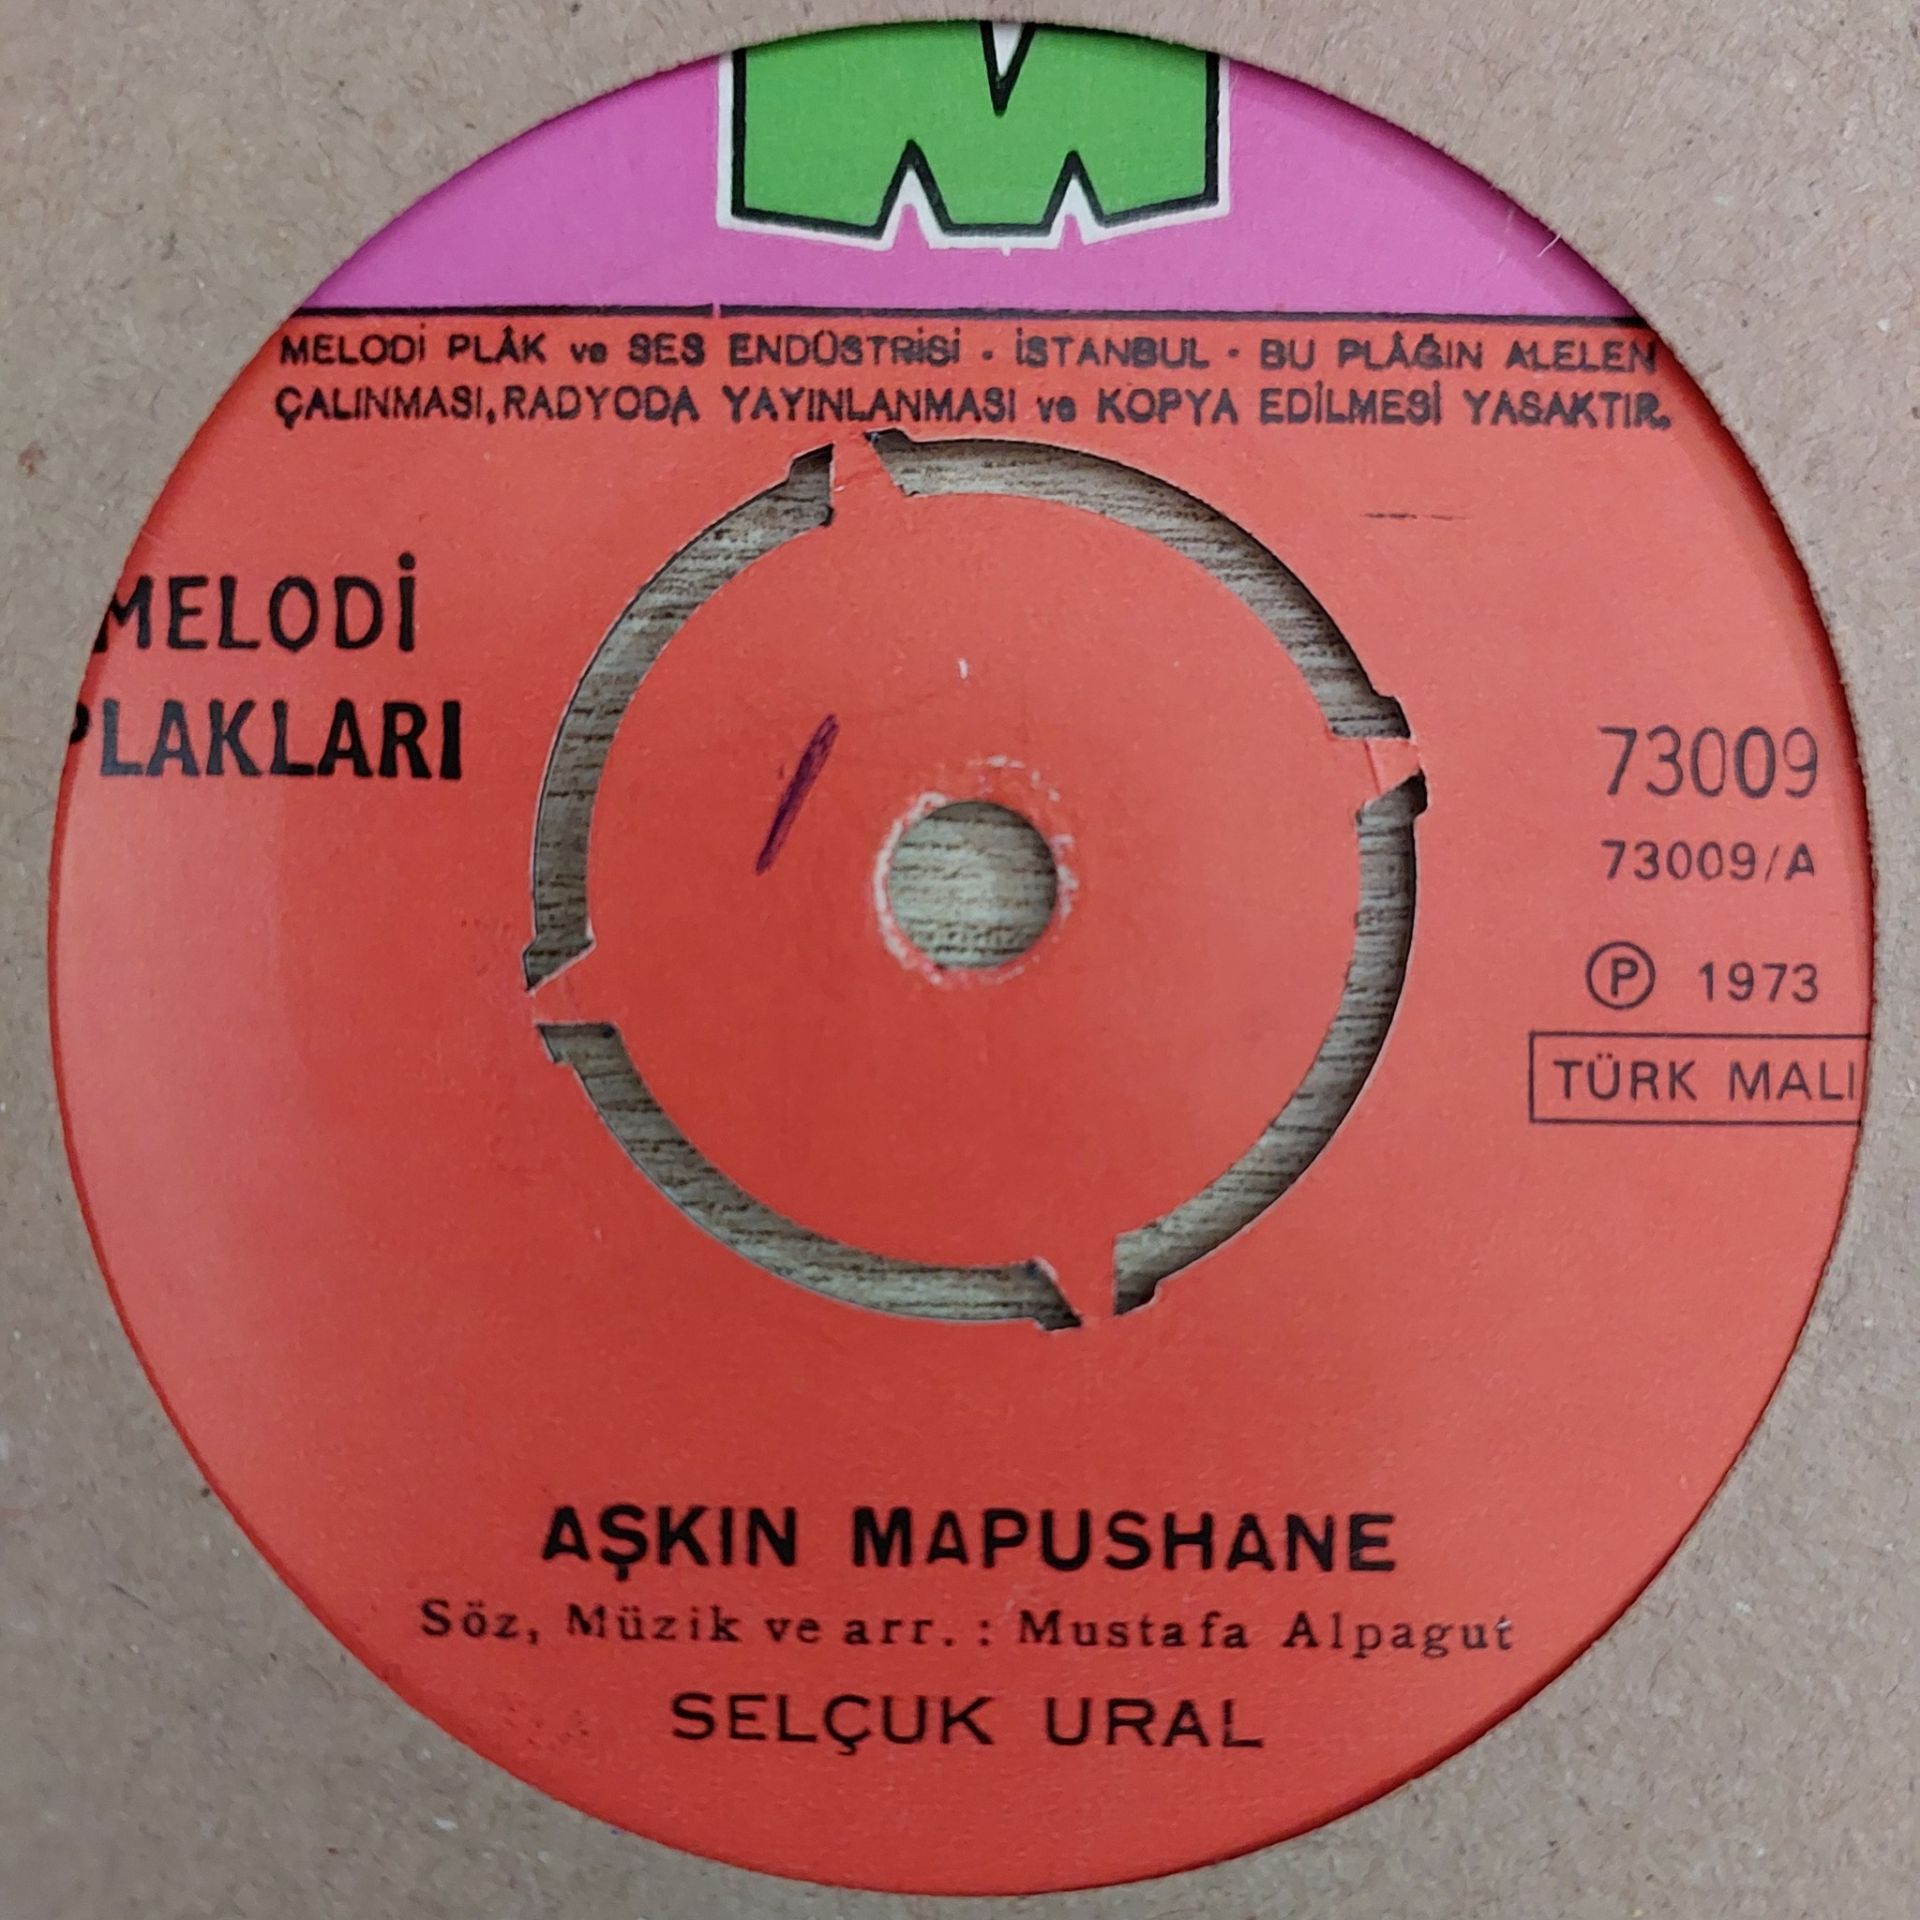 MELODİ PLÂK ve SES ENDÜSTRİSİ - İSTANBUL - BU PLÂĞIN ALELEN
ÇALINMASI, RADYODA YAYINLANMASI ve KOPYA EDİLMESİ YASAKTIR.
MELODİ
PLAKLARI
73009
73009/A
Ⓟ 1973
TÜRK MALI
AŞKIN MAPUSHANE
Söz, Müzik ve arr. : Mustafa Alpagut
SELÇUK URAL